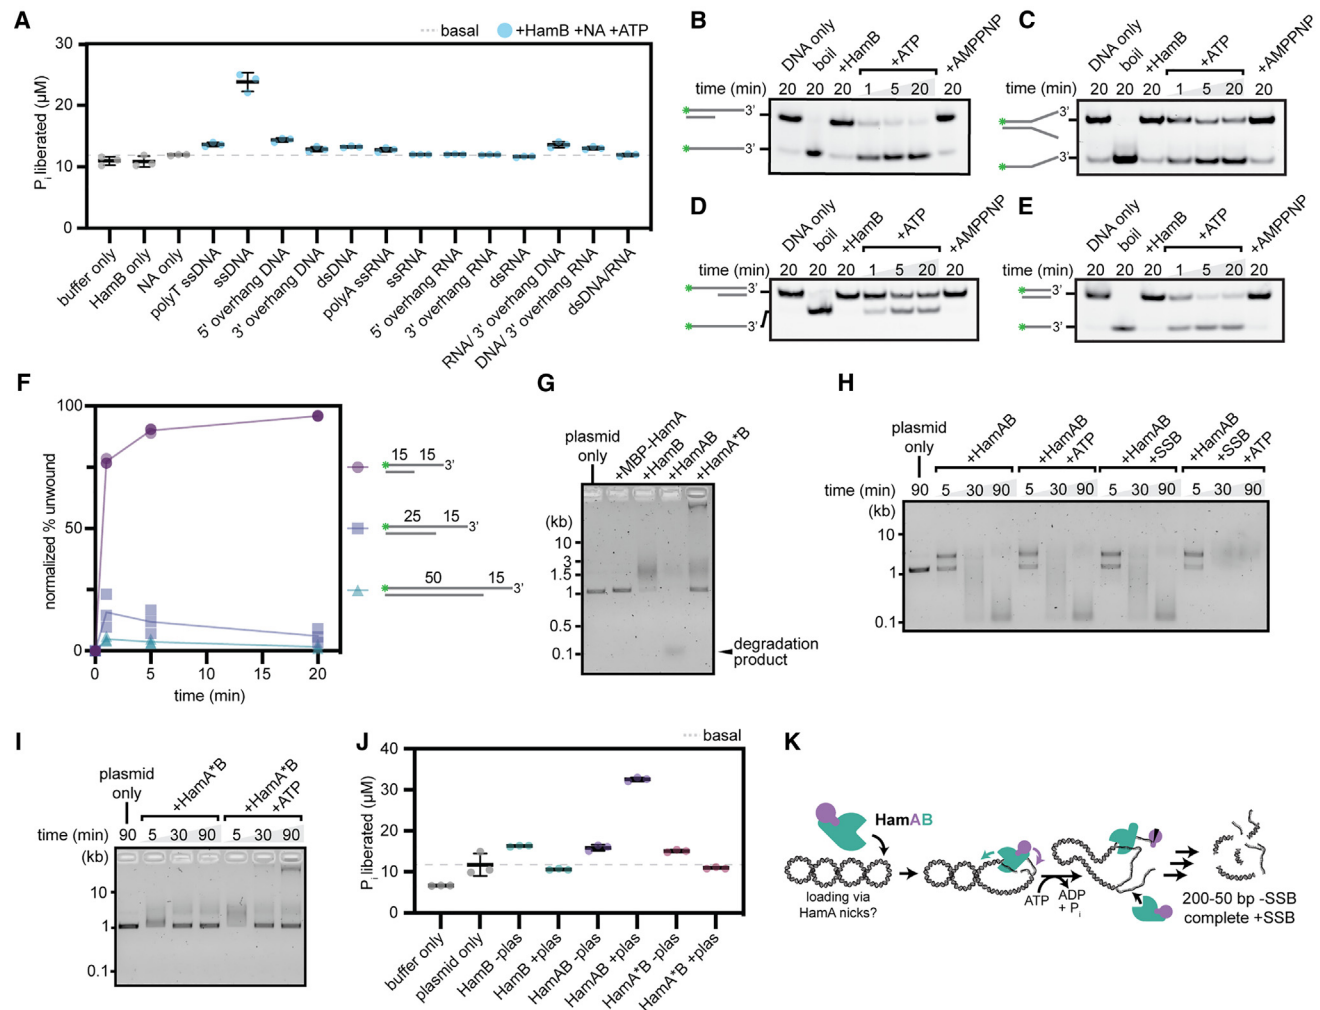 A
basal
+HamB +NA +ATP
Pi liberated (µM)
30
20
10
0
buffer only
HamB only
NA only
polyT ssDNA
ssDNA
5' overhang DNA
3' overhang DNA
dsDNA
polyA ssRNA
ssRNA
5' overhang RNA
3' overhang RNA
dsRNA
RNA/ 3' overhang DNA
DNA/ 3' overhang RNA
dsDNA/RNA
B
DNA only
boil
+HamB
+ATP
+AMPPNP
time (min) 20 20 20 1 5 20 20
3'
3'
C
DNA only
boil
+HamB
+ATP
+AMPPNP
time (min) 20 20 20 1 5 20 20
3'
3'
D
DNA only
boil
+HamB
+ATP
+AMPPNP
time (min) 20 20 20 1 5 20 20
3'
3'
E
DNA only
boil
+HamB
+ATP
+AMPPNP
time (min) 20 20 20 1 5 20 20
3'
3'
F
normalized % unwound
100
50
0
0 5 10 15 20
time (min)
15 15
3'
25 15
3'
50 15
3'
G
plasmid
only
+MBP-HamA
+HamB
+HamAB
+HamA*B
(kb)
10
3
1.5
1
0.5
0.1
degradation
product
H
plasmid
only
+HamAB
+HamAB
+ATP
+HamAB
+SSB
+HamAB
+SSB
+ATP
time (min) 90 5 30 90 5 30 90 5 30 90 5 30 90
(kb)
10
1
0.1
I
plasmid
only
+HamA*B
+HamA*B
+ATP
time (min) 90 5 30 90 5 30 90
(kb)
10
1
0.1
J
basal
Pi liberated (µM)
40
30
20
10
0
buffer only
plasmid only
HamB -plas
HamB +plas
HamAB -plas
HamAB +plas
HamA*B -plas
HamA*B +plas
K
HamAB
loading via
HamA nicks?
ATP
ADP
+ Pi
200-50 bp -SSB
complete +SSB